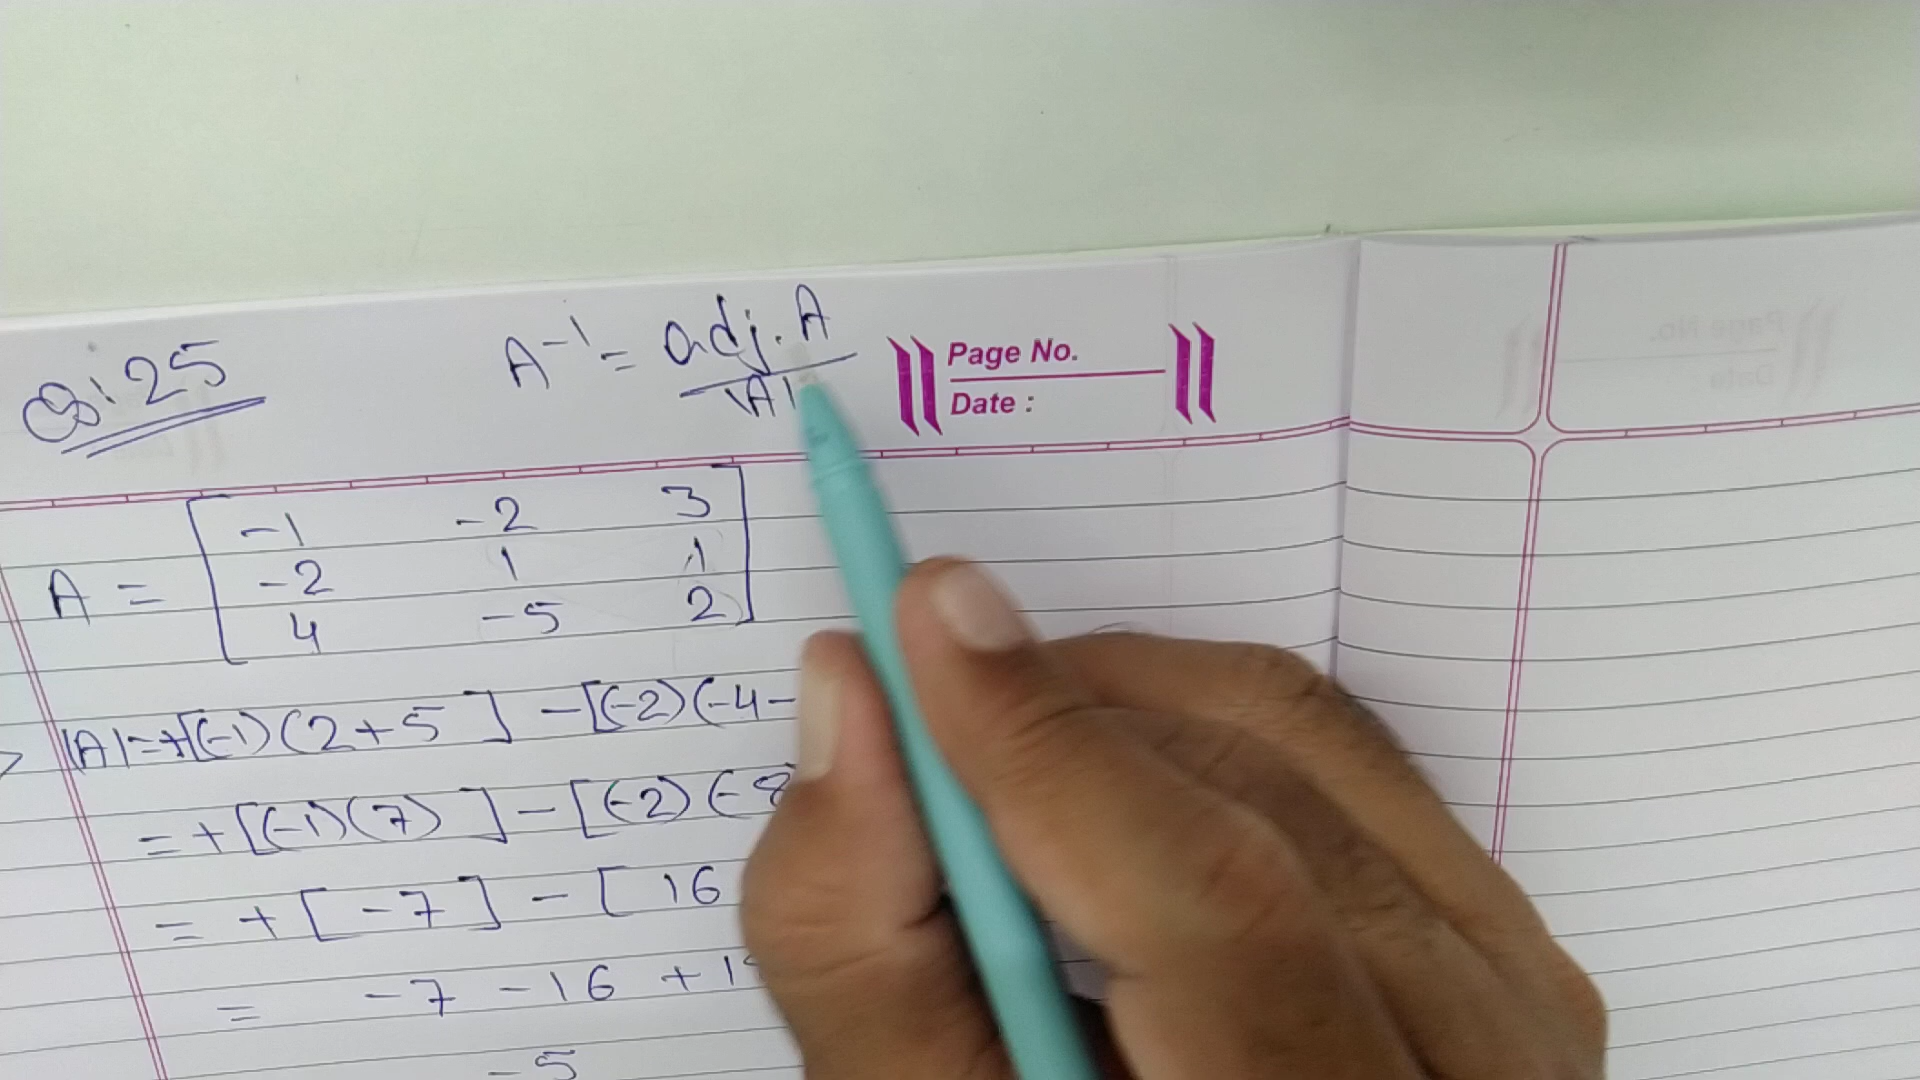 Q: 25
A⁻¹ = adj. A / |A|
Page No.
Date :
A = [ -1 -2 3
-2 1 1
4 -5 2 ]
|A| = +[(-1)(2+5] - [(-2)(-4-
= +[(-1)(7)] - [(-2)(-8
= + [ -7 ] - [ 16
= -7 -16 + 1
-5